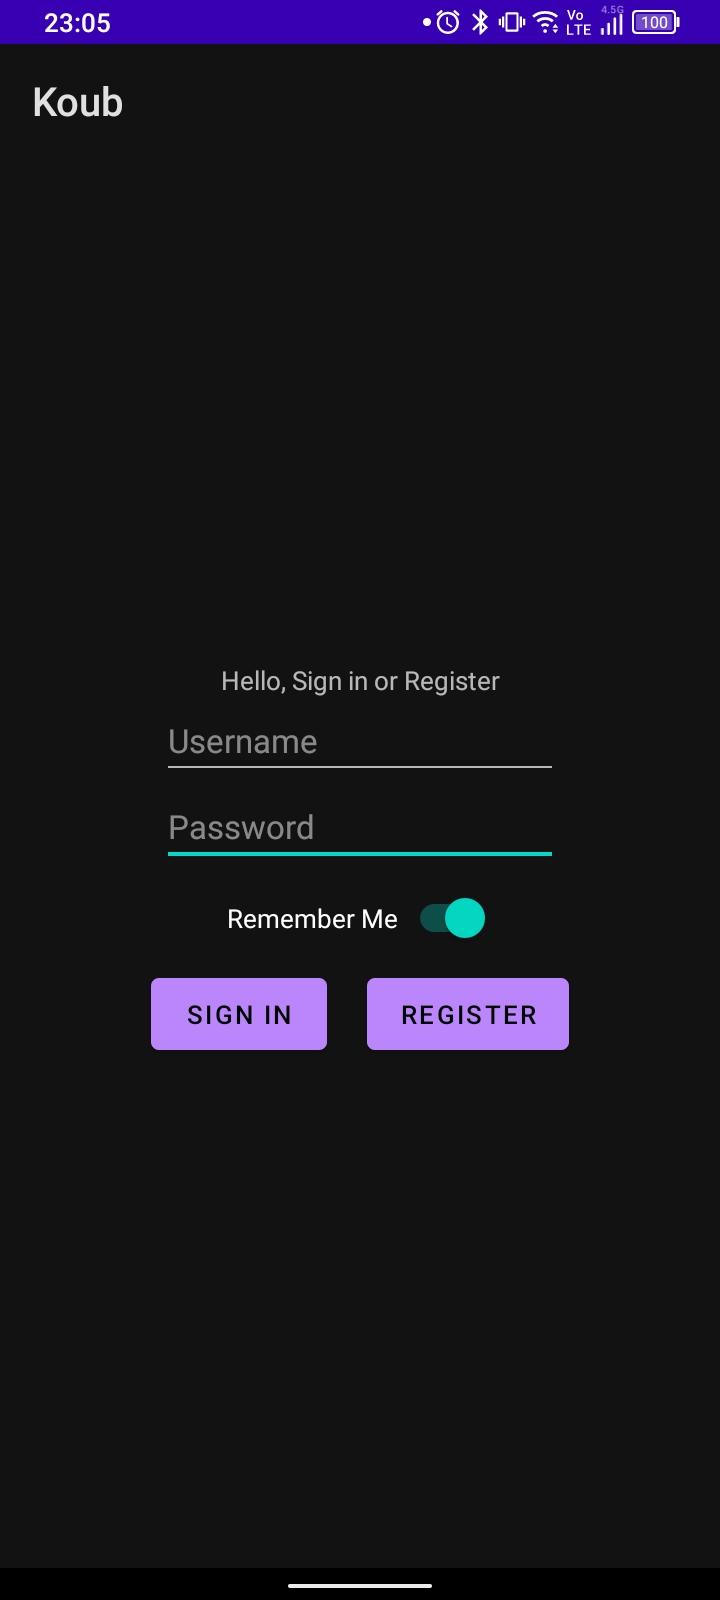 23:05 Vo LTE 4.5G 100
Koub
Hello, Sign in or Register
Username
Password
Remember Me
SIGN IN REGISTER